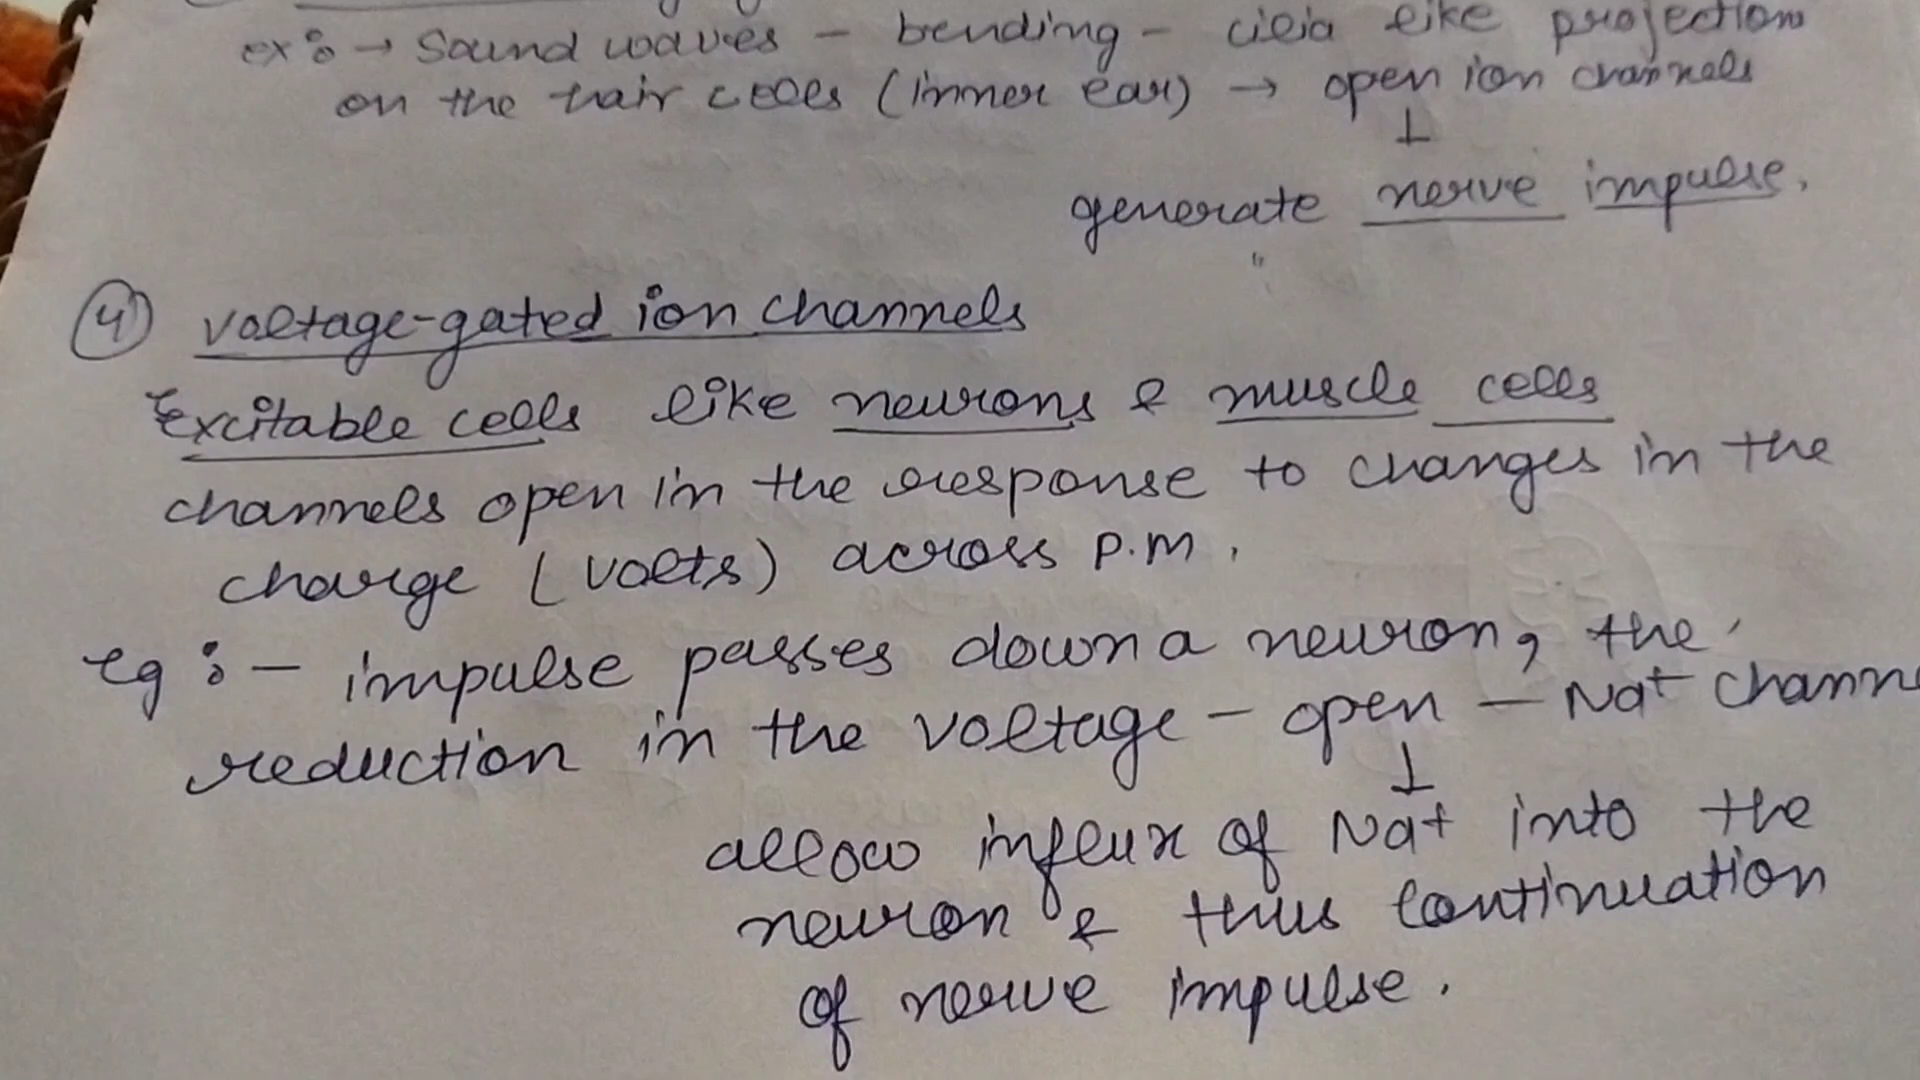 ex:→ Sound waves - bending - cilia like projection
on the hair cells (inner ear) → open ion channels
↓
generate nerve impulse.
④ voltage-gated ion channels
Excitable cells like neurons & muscle cells
channels open in the response to changes in the
charge (volts) across p.m.
eg :- impulse passes down a neuron, the
reduction in the voltage - open - Na+ chann
↓
allow influx of Na+ into the
neuron & thus continuation
of nerve impulse.